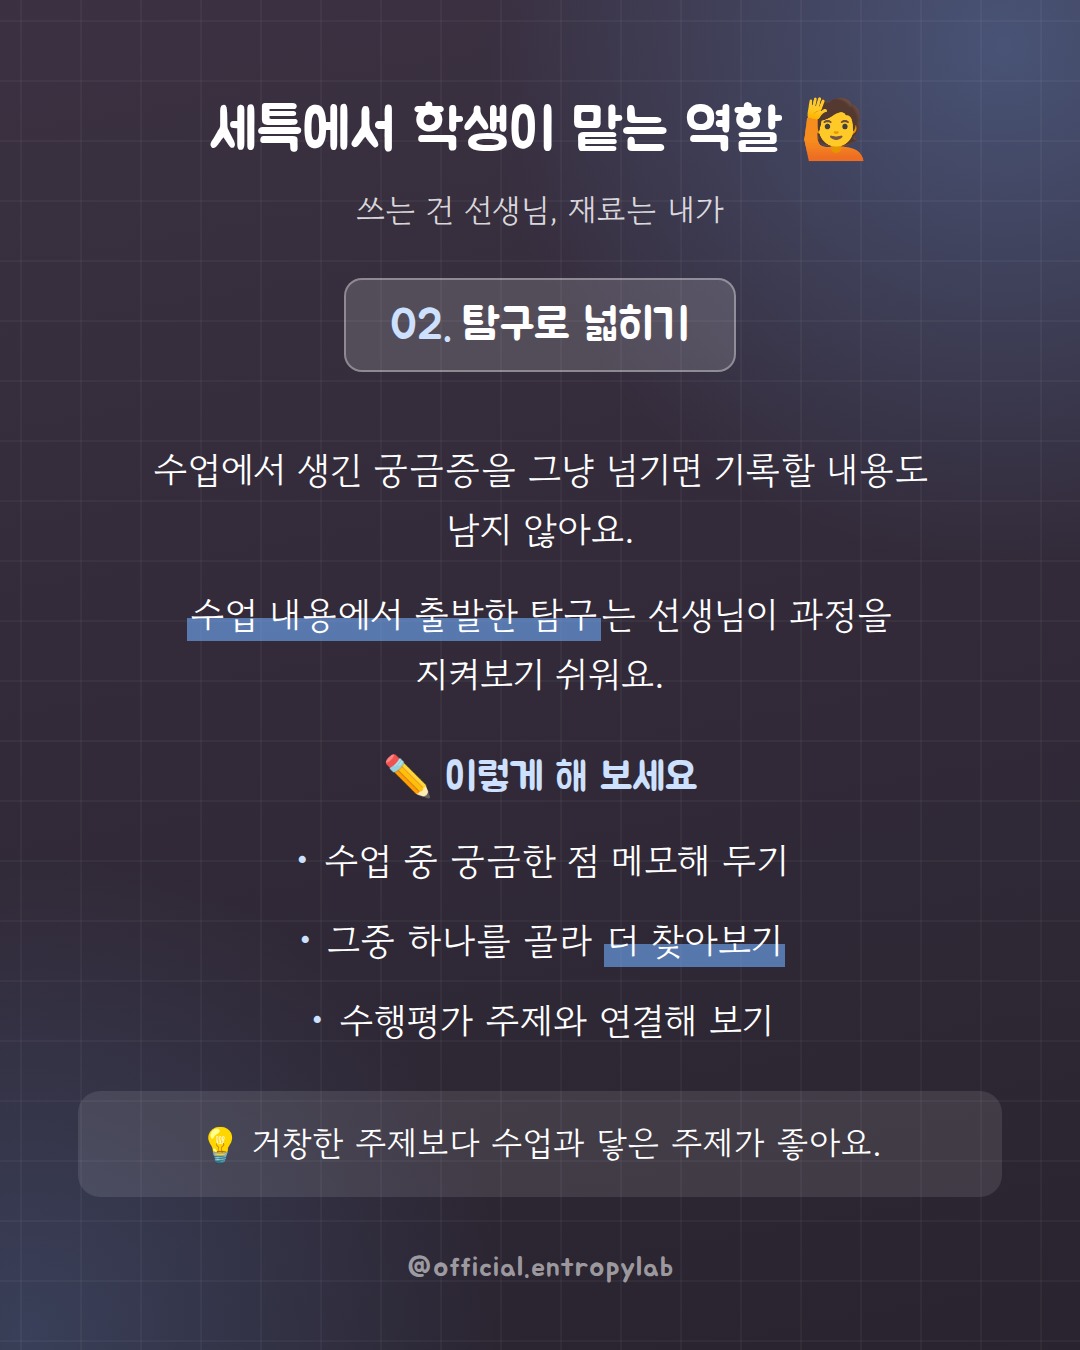 세특에서 학생이 맡는 역할 🙋
쓰는 건 선생님, 재료는 내가
02. 탐구로 넓히기
수업에서 생긴 궁금증을 그냥 넘기면 기록할 내용도
남지 않아요.
수업 내용에서 출발한 탐구는 선생님이 과정을
지켜보기 쉬워요.
✏️ 이렇게 해 보세요
• 수업 중 궁금한 점 메모해 두기
• 그중 하나를 골라 더 찾아보기
• 수행평가 주제와 연결해 보기
💡 거창한 주제보다 수업과 닿은 주제가 좋아요.
@official.entropylab